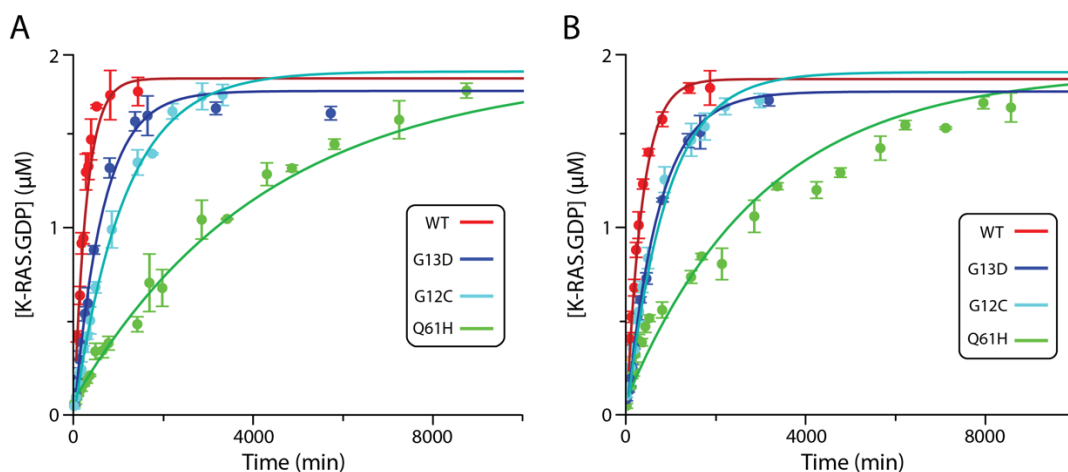 A
[K-RAS.GDP] (µM)
2
1
0
0
4000
8000
Time (min)
WT
G13D
G12C
Q61H
B
[K-RAS.GDP] (µM)
2
1
0
0
4000
8000
Time (min)
WT
G13D
G12C
Q61H